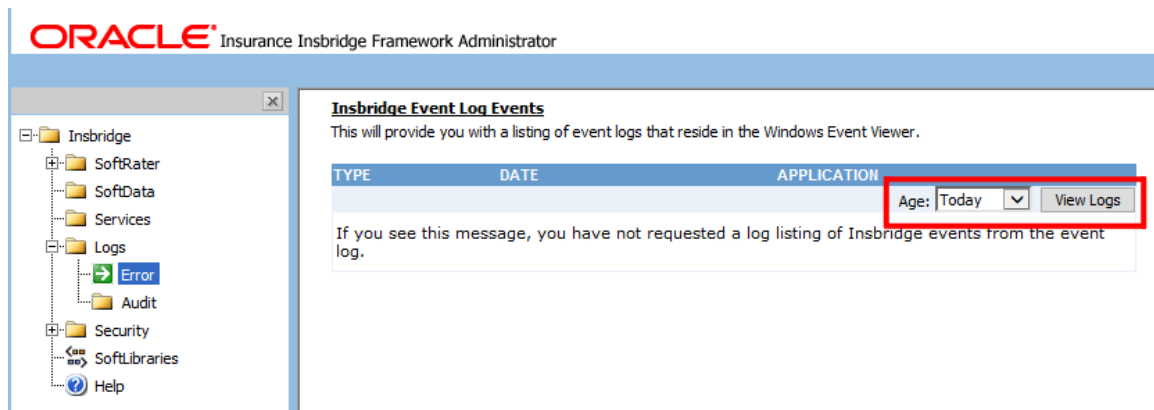 ORACLE Insurance Insbridge Framework Administrator
Insbridge
SoftRater
SoftData
Services
Logs
Error
Audit
Security
SoftLibraries
Help
Insbridge Event Log Events
This will provide you with a listing of event logs that reside in the Windows Event Viewer.
TYPE DATE APPLICATION
Age: Today View Logs
If you see this message, you have not requested a log listing of Insbridge events from the event
log.